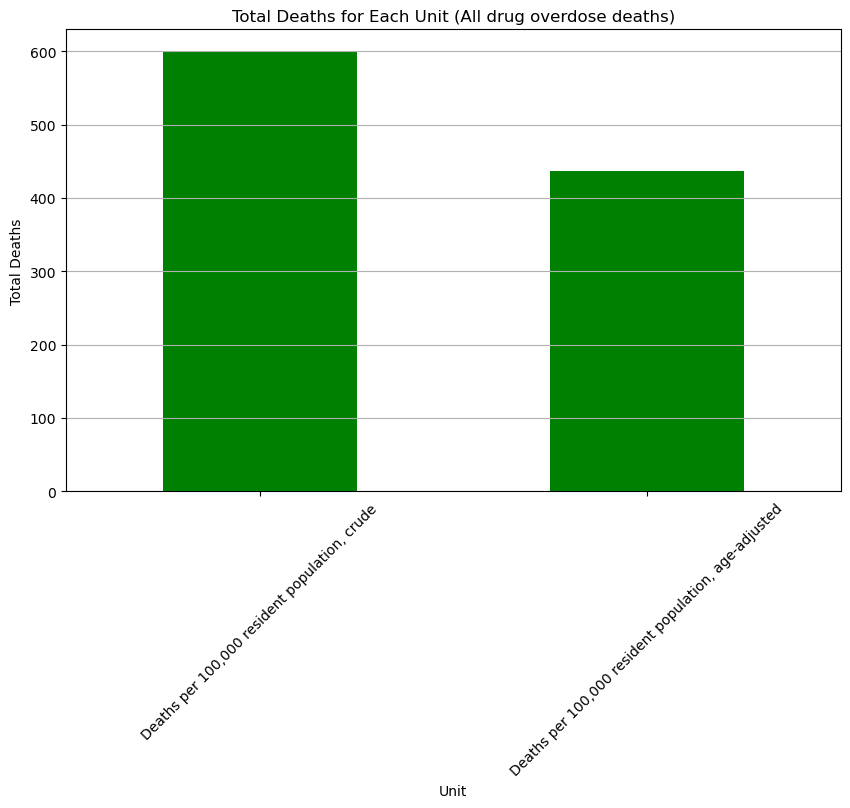 Total Deaths for Each Unit (All drug overdose deaths)
Total Deaths
600
500
400
300
200
100
0
Deaths per 100,000 resident population, crude
Deaths per 100,000 resident population, age-adjusted
Unit